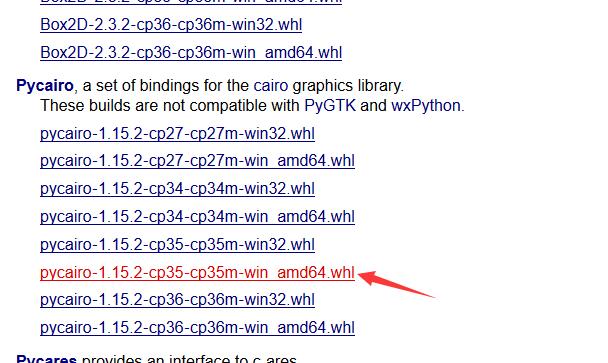 Box2D-2.3.2-cp36-cp36m-win32.whl
Box2D-2.3.2-cp36-cp36m-win_amd64.whl
Pycairo, a set of bindings for the cairo graphics library.
These builds are not compatible with PyGTK and wxPython.
pycairo-1.15.2-cp27-cp27m-win32.whl
pycairo-1.15.2-cp27-cp27m-win_amd64.whl
pycairo-1.15.2-cp34-cp34m-win32.whl
pycairo-1.15.2-cp34-cp34m-win_amd64.whl
pycairo-1.15.2-cp35-cp35m-win32.whl
pycairo-1.15.2-cp35-cp35m-win_amd64.whl
pycairo-1.15.2-cp36-cp36m-win32.whl
pycairo-1.15.2-cp36-cp36m-win_amd64.whl
Pycares provides an interface to c-ares.